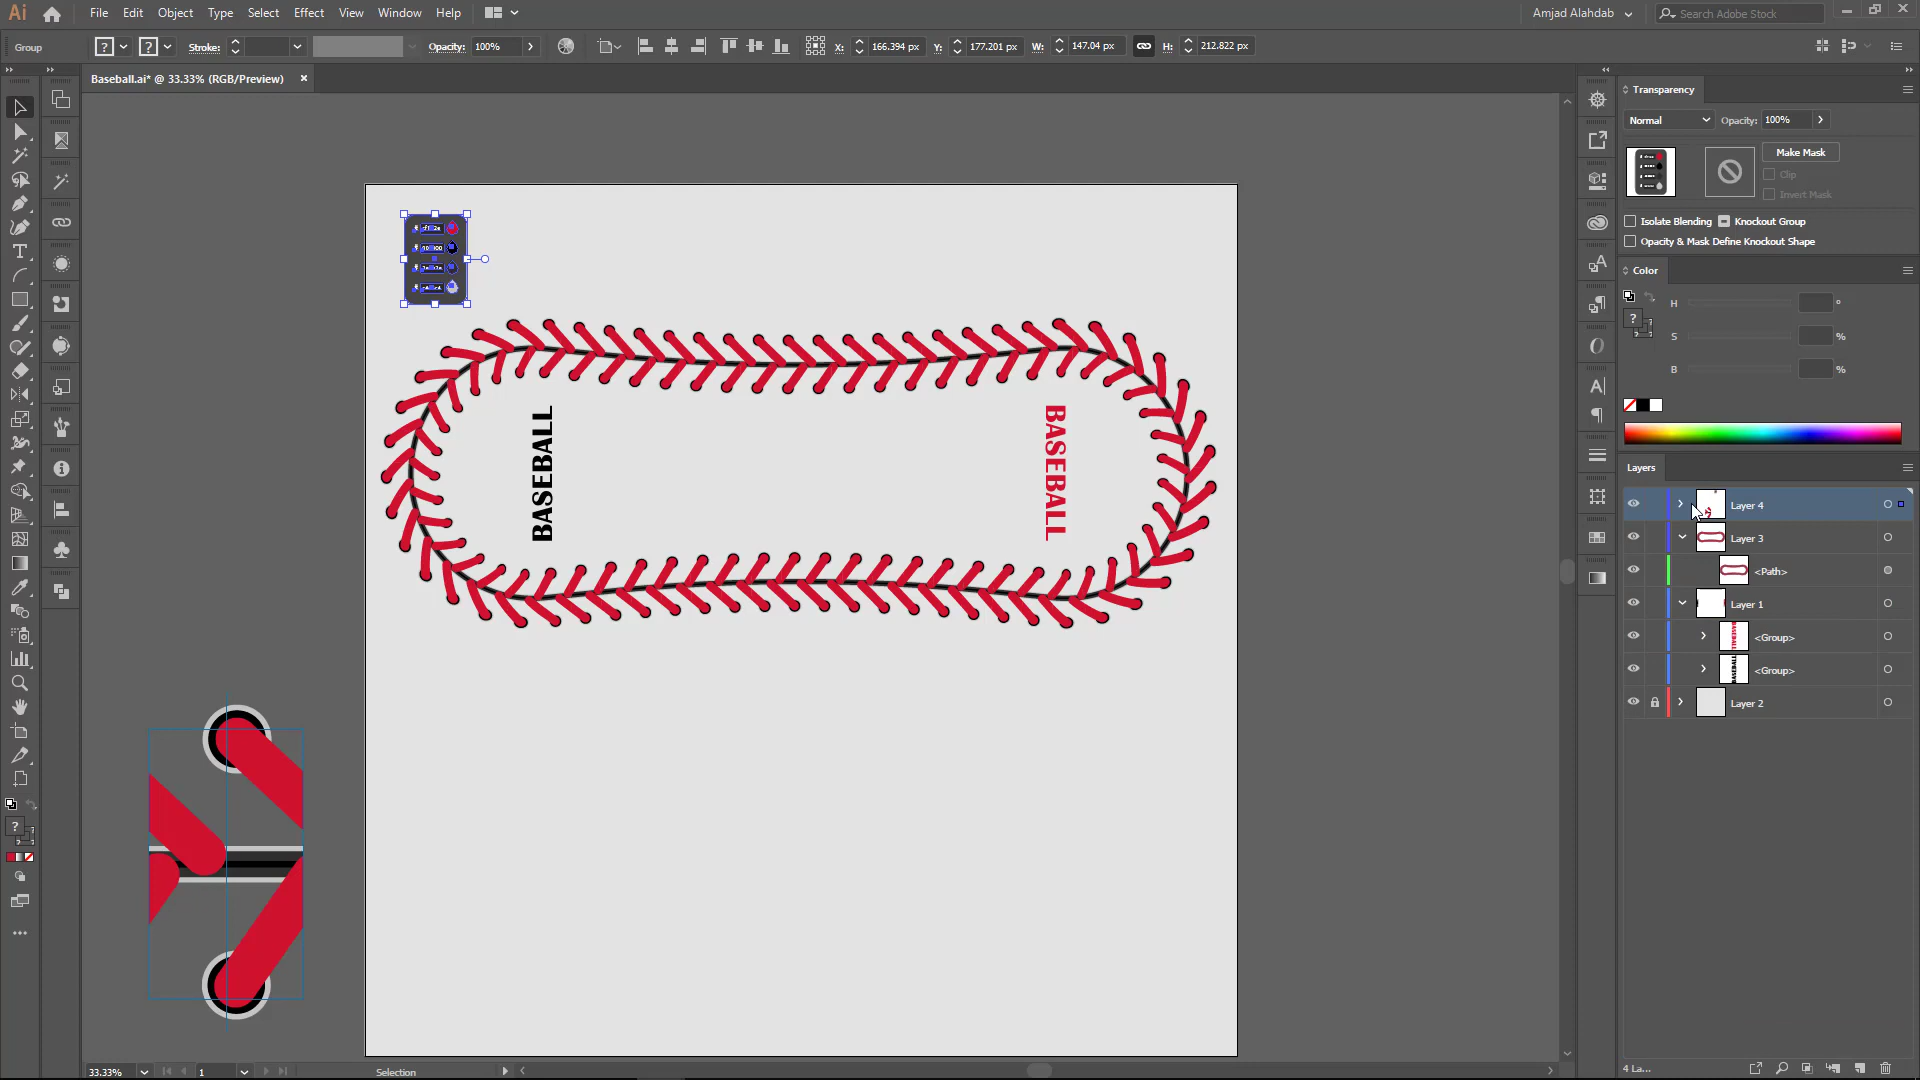 Ai File Edit Object Type Select Effect View Window Help Amjad Alahdab Search Adobe Stock
Group ? ? Stroke: Opacity: 100% X: 166.394 px Y: 177.201 px W: 147.04 px H: 212.822 px
Baseball.ai* @ 33.33% (RGB/Preview) ×
Transparency
Normal Opacity: 100%
Make Mask
Clip
Invert Mask
Isolate Blending Knockout Group
Opacity & Mask Define Knockout Shape
Color
H °
? S %
B %
BASEBALL
BASEBALL
Layers
Layer 4
Layer 3
<Path>
Layer 1
<Group>
<Group>
Layer 2
?
33.33% 1 Selection 4 La...